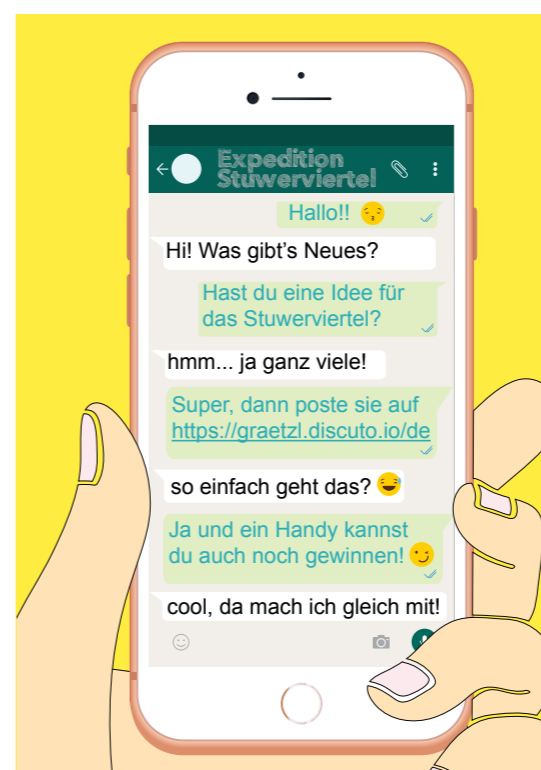 Expedition
Stuwerviertel
Hallo!! 😚
Hi! Was gibt's Neues?
Hast du eine Idee für
das Stuwerviertel?
hmm... ja ganz viele!
Super, dann poste sie auf
https://graetzl.discuto.io/de
so einfach geht das? 😅
Ja und ein Handy kannst
du auch noch gewinnen! 😉
cool, da mach ich gleich mit!